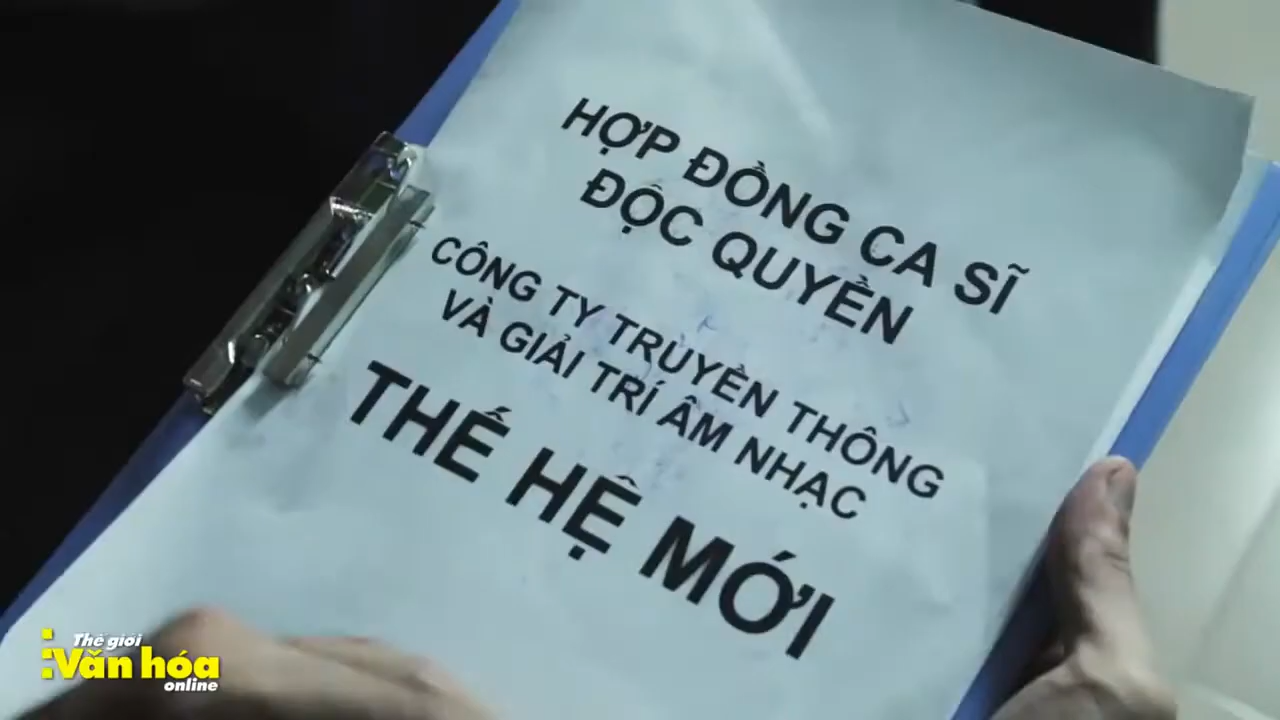 HỢP ĐỒNG CA SĨ
ĐỘC QUYỀN
CÔNG TY TRUYỀN THÔNG
VÀ GIẢI TRÍ ÂM NHẠC
THẾ HỆ MỚI
Thế giới
Văn hóa
online